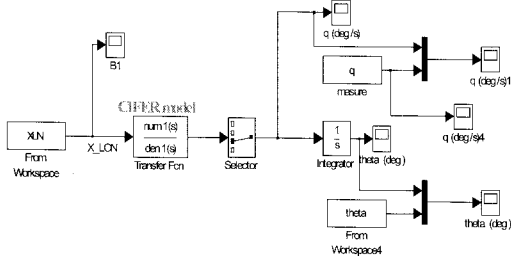 q (deg/s)
B1
q
masure
q (deg/s)1
CIFER model
XLN
From
Workspace
X_LON
num1(s)
den1(s)
Transfer Fcn
Selector
1
s
Integrator
theta (deg)
q (deg/s)4
theta
From
Workspace4
theta (deg)